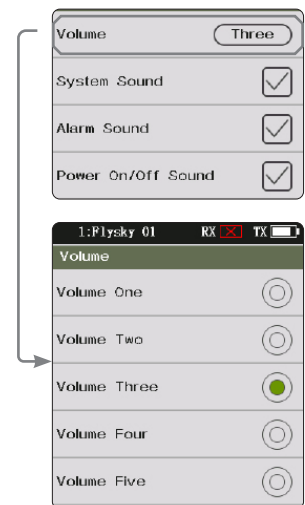 Volume Three
System Sound
Alarm Sound
Power On/Off Sound
1:Flysky 01 RX TX
Volume
Volume One
Volume Two
Volume Three
Volume Four
Volume Five